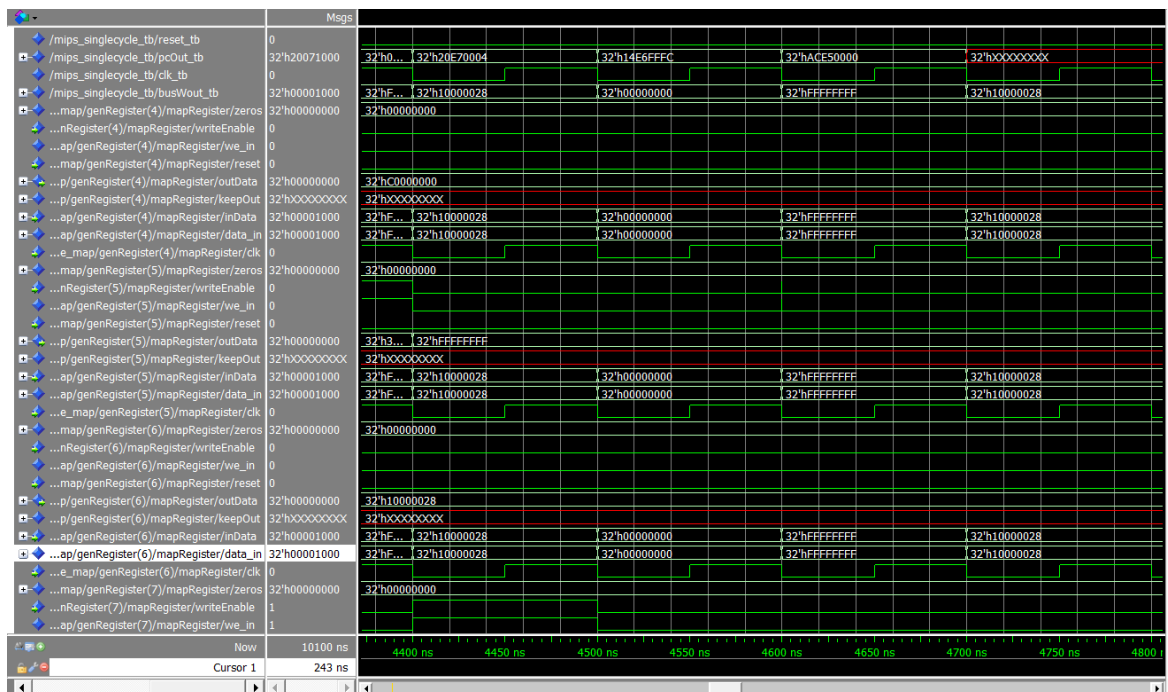 Msgs
/mips_singlecycle_tb/reset_tb 0
/mips_singlecycle_tb/pcOut_tb 32'h20071000 32'h0... 32'h20E70004 32'h14E6FFFC 32'hACE50000 32'hXXXXXXXX
/mips_singlecycle_tb/clk_tb 0
/mips_singlecycle_tb/busWout_tb 32'h00001000 32'hF... 32'h10000028 32'h00000000 32'hFFFFFFFF 32'h10000028
...map/genRegister(4)/mapRegister/zeros 32'h00000000 32'h00000000
...nRegister(4)/mapRegister/writeEnable 0
...ap/genRegister(4)/mapRegister/we_in 0
...map/genRegister(4)/mapRegister/reset 0
...p/genRegister(4)/mapRegister/outData 32'h00000000 32'hC0000000
...p/genRegister(4)/mapRegister/keepOut 32'hXXXXXXXX 32'hXXXXXXXX
...ap/genRegister(4)/mapRegister/inData 32'h00001000 32'hF... 32'h10000028 32'h00000000 32'hFFFFFFFF 32'h10000028
...ap/genRegister(4)/mapRegister/data_in 32'h00001000 32'hF... 32'h10000028 32'h00000000 32'hFFFFFFFF 32'h10000028
...e_map/genRegister(4)/mapRegister/clk 0
...map/genRegister(5)/mapRegister/zeros 32'h00000000 32'h00000000
...nRegister(5)/mapRegister/writeEnable 0
...ap/genRegister(5)/mapRegister/we_in 0
...map/genRegister(5)/mapRegister/reset 0
...p/genRegister(5)/mapRegister/outData 32'h00000000 32'h3... 32'hFFFFFFFF
...p/genRegister(5)/mapRegister/keepOut 32'hXXXXXXXX 32'hXXXXXXXX
...ap/genRegister(5)/mapRegister/inData 32'h00001000 32'hF... 32'h10000028 32'h00000000 32'hFFFFFFFF 32'h10000028
...ap/genRegister(5)/mapRegister/data_in 32'h00001000 32'hF... 32'h10000028 32'h00000000 32'hFFFFFFFF 32'h10000028
...e_map/genRegister(5)/mapRegister/clk 0
...map/genRegister(6)/mapRegister/zeros 32'h00000000 32'h00000000
...nRegister(6)/mapRegister/writeEnable 0
...ap/genRegister(6)/mapRegister/we_in 0
...map/genRegister(6)/mapRegister/reset 0
...p/genRegister(6)/mapRegister/outData 32'h00000000 32'h10000028
...p/genRegister(6)/mapRegister/keepOut 32'hXXXXXXXX 32'hXXXXXXXX
...ap/genRegister(6)/mapRegister/inData 32'h00001000 32'hF... 32'h10000028 32'h00000000 32'hFFFFFFFF 32'h10000028
...ap/genRegister(6)/mapRegister/data_in 32'h00001000 32'hF... 32'h10000028 32'h00000000 32'hFFFFFFFF 32'h10000028
...e_map/genRegister(6)/mapRegister/clk 0
...map/genRegister(7)/mapRegister/zeros 32'h00000000 32'h00000000
...nRegister(7)/mapRegister/writeEnable 1
...ap/genRegister(7)/mapRegister/we_in 1
Now 10100 ns 4400 ns 4450 ns 4500 ns 4550 ns 4600 ns 4650 ns 4700 ns 4750 ns 4800
Cursor 1 243 ns